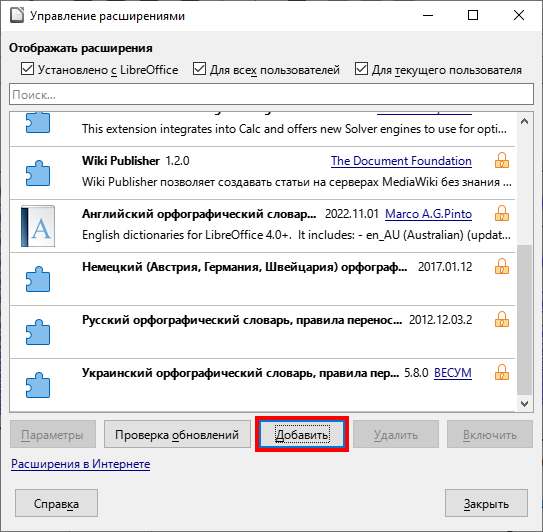 Управление расширениями
Отображать расширения
Установлено с LibreOffice Для всех пользователей Для текущего пользователя
Поиск...
This extension integrates into Calc and offers new Solver engines to use for opti...
Wiki Publisher 1.2.0 The Document Foundation
Wiki Publisher позволяет создавать статьи на серверах MediaWiki без знания ...
Английский орфографический словар... 2022.11.01 Marco A.G.Pinto
English dictionaries for LibreOffice 4.0+. It includes: - en_AU (Australian) (updat...
Немецкий (Австрия, Германия, Швейцария) орфограф... 2017.01.12
Русский орфографический словарь, правила перенос... 2012.12.03.2
Украинский орфографический словарь, правила пер... 5.8.0 ВЕСУМ
Параметры Проверка обновлений Добавить Удалить Включить
Расширения в Интернете
Справка Закрыть